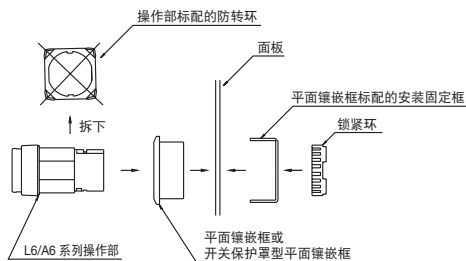 操作部标配的防转环
面板
平面镶嵌框标配的安装固定框
锁紧环
拆下
L6/A6 系列操作部
平面镶嵌框或
开关保护罩型平面镶嵌框